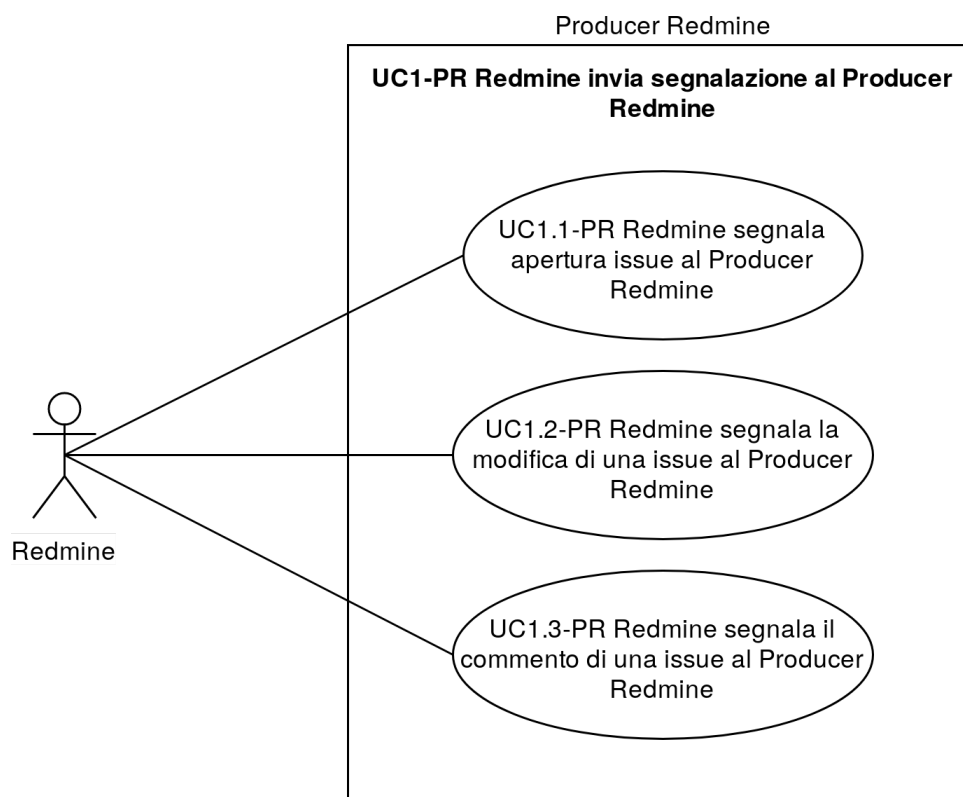 Producer Redmine
UC1-PR Redmine invia segnalazione al Producer
Redmine
UC1.1-PR Redmine segnala
apertura issue al Producer
Redmine
UC1.2-PR Redmine segnala la
modifica di una issue al Producer
Redmine
Redmine
UC1.3-PR Redmine segnala il
commento di una issue al Producer
Redmine